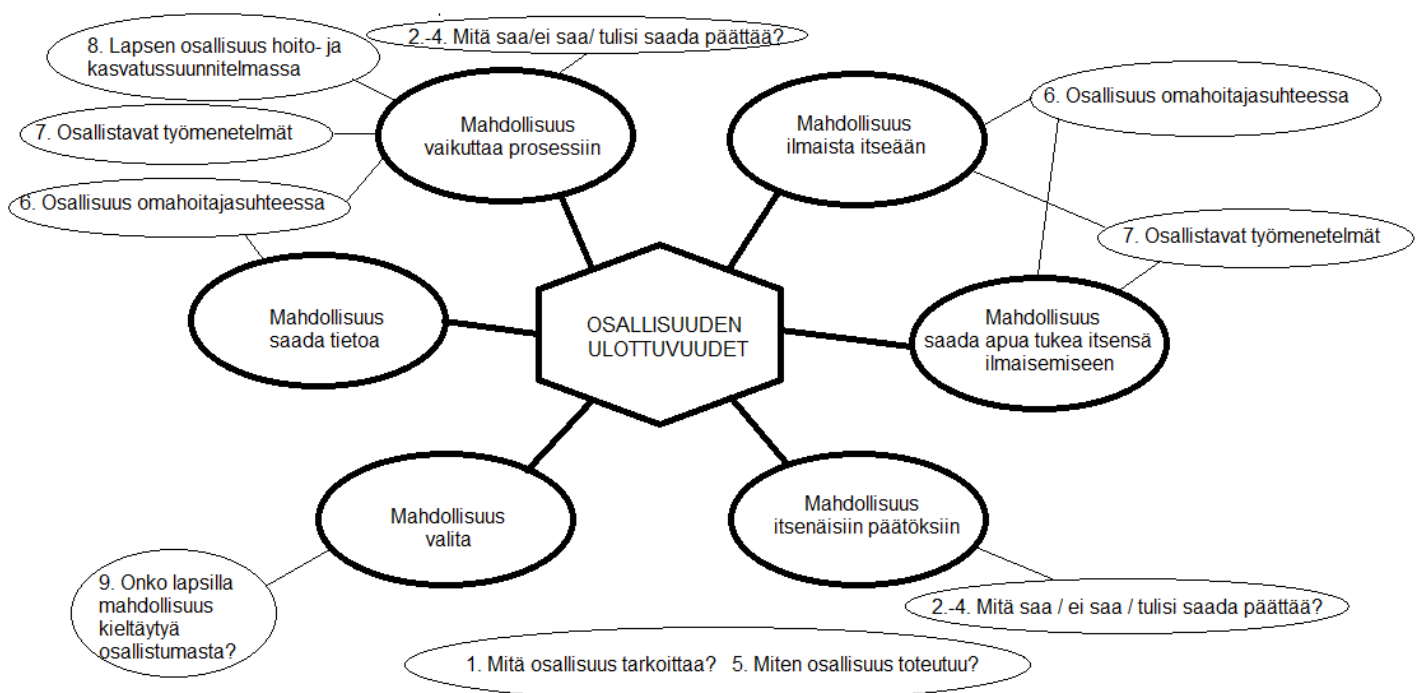 8. Lapsen osallisuus hoito- ja
kasvatussuunnitelmassa
2.-4. Mitä saa/ei saa/ tulisi saada päättää?
7. Osallistavat työmenetelmät
Mahdollisuus
vaikuttaa prosessiin
6. Osallisuus omahoitajasuhteessa
Mahdollisuus
ilmaista itseään
6. Osallisuus omahoitajasuhteessa
7. Osallistavat työmenetelmät
Mahdollisuus
saada tietoa
OSALLISUUDEN
ULOTTUVUUDET
Mahdollisuus
saada apua tukea itsensä
ilmaisemiseen
Mahdollisuus
valita
Mahdollisuus
itsenäisiin päätöksiin
9. Onko lapsilla
mahdollisuus
kieltäytyä
osallistumasta?
2.-4. Mitä saa / ei saa / tulisi saada päättää?
1. Mitä osallisuus tarkoittaa? 5. Miten osallisuus toteutuu?